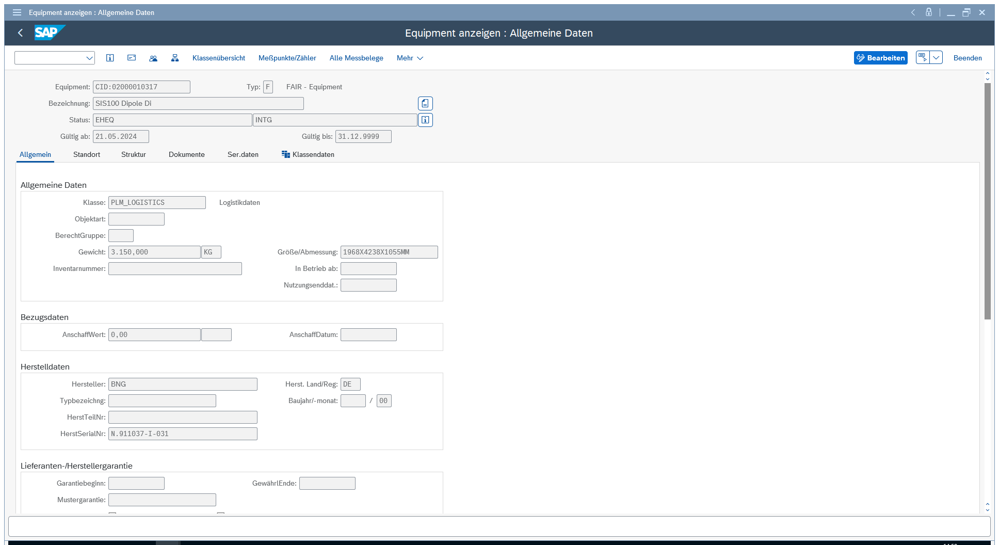 Equipment anzeigen : Allgemeine Daten
SAP
Equipment anzeigen : Allgemeine Daten
Klassenübersicht Meßpunkte/Zähler Alle Messbelege Mehr Bearbeiten Beenden
Equipment: CID:02000010317 Typ: F FAIR - Equipment
Bezeichnung: SIS100 Dipole Di
Status: EHEQ INTG
Gültig ab: 21.05.2024 Gültig bis: 31.12.9999
Allgemein Standort Struktur Dokumente Ser.daten Klassendaten
Allgemeine Daten
Klasse: PLM_LOGISTICS Logistikdaten
Objektart:
BerechtGruppe:
Gewicht: 3.150,000 KG Größe/Abmessung: 1968X4238X1055MM
Inventarnummer: In Betrieb ab:
Nutzungsenddat.:
Bezugsdaten
AnschaffWert: 0,00 AnschaffDatum:
Herstelldaten
Hersteller: BNG Herst. Land/Reg: DE
Typbezeichng: Baujahr/-monat: / 00
HerstTeilNr:
HerstSerialNr: N.911037-I-031
Lieferanten-/Herstellergarantie
Garantiebeginn: GewährlEnde:
Mustergarantie: